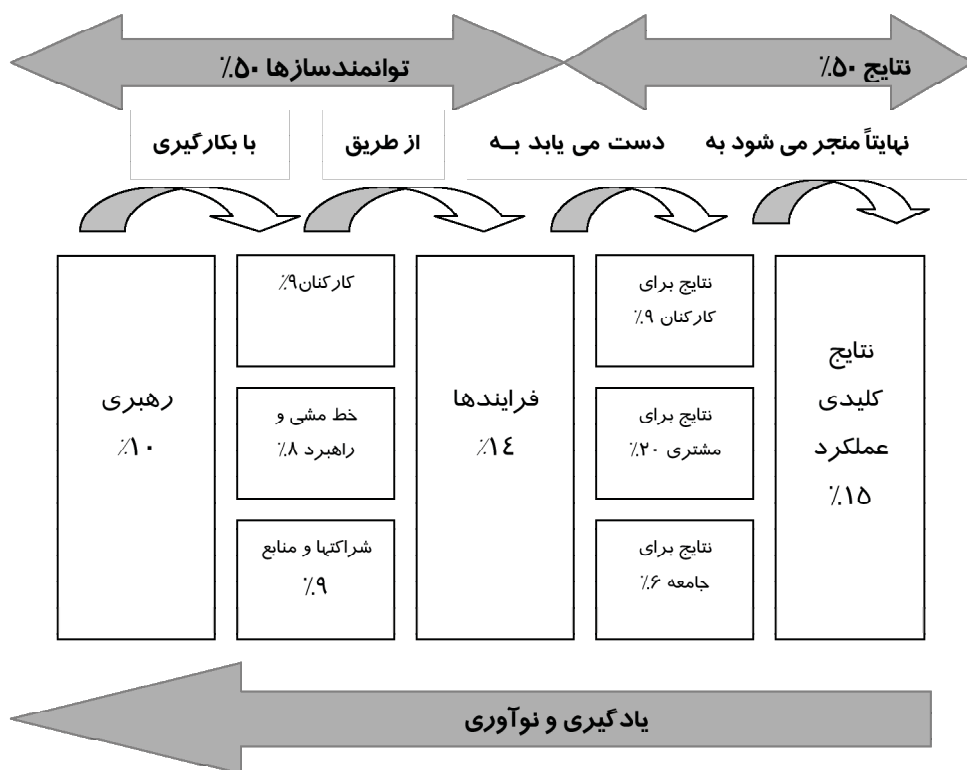 توانمندسازها ۵۰٪
نتایج ۵۰٪
با بکارگیری
از طریق
دست می یابد بــه
نهایتاً منجر می شود به
رهبری
۱۰٪
کارکنان۹٪
خط مشی و
راهبرد ۸٪
شراکتها و منابع
۹٪
فرایندها
۱٤٪
نتایج برای
کارکنان ۹٪
نتایج برای
مشتری ۲۰٪
نتایج برای
جامعه ۶٪
نتایج
کلیدی
عملکرد
۱۵٪
یادگیری و نوآوری